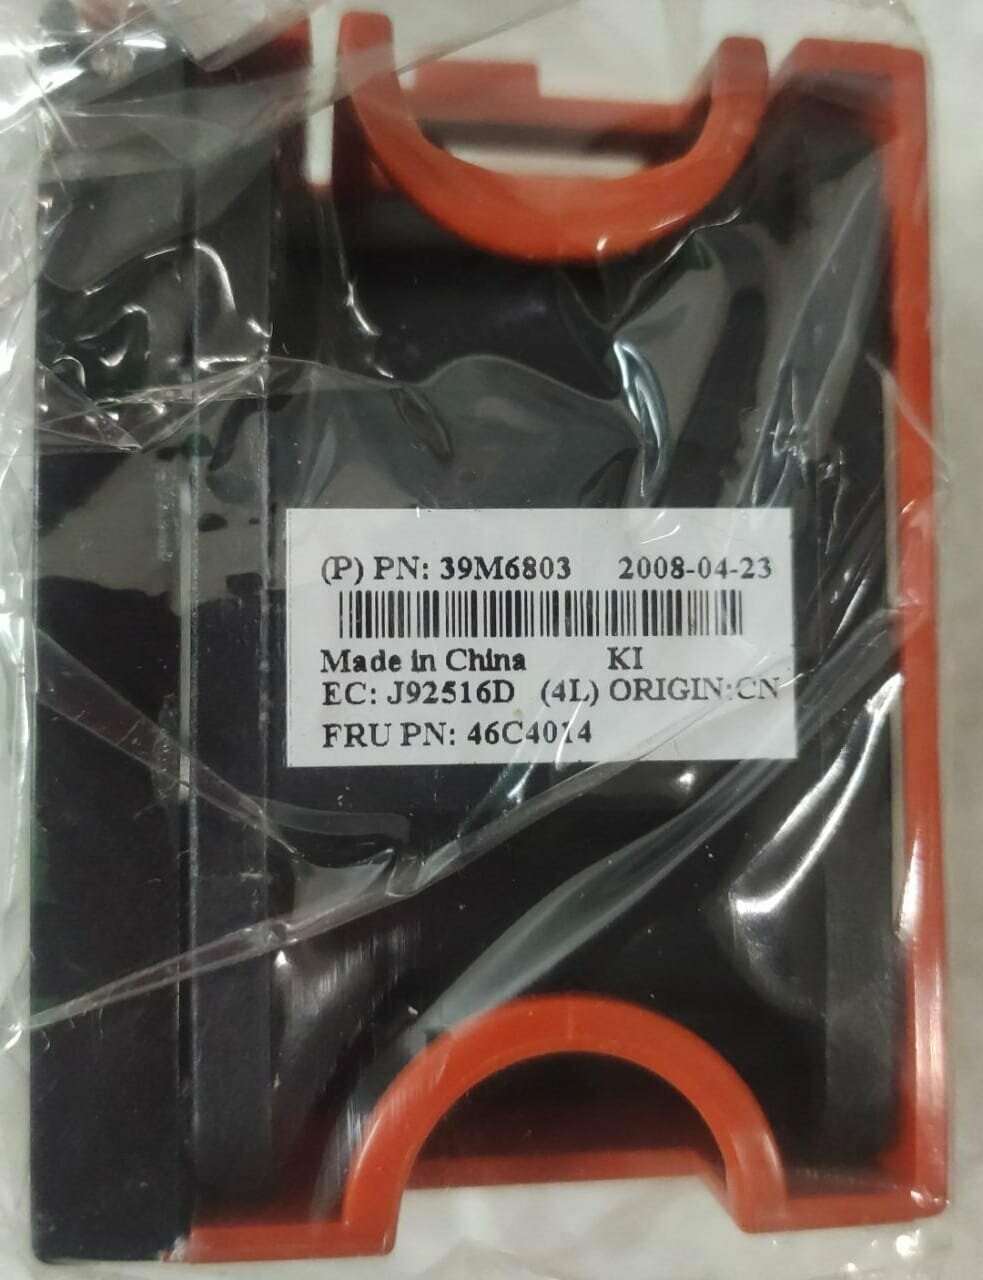 (P) PN: 39M6803 2008-04-23
Made in China KI
EC: J92516D (4L) ORIGIN:CN
FRU PN: 46C4014